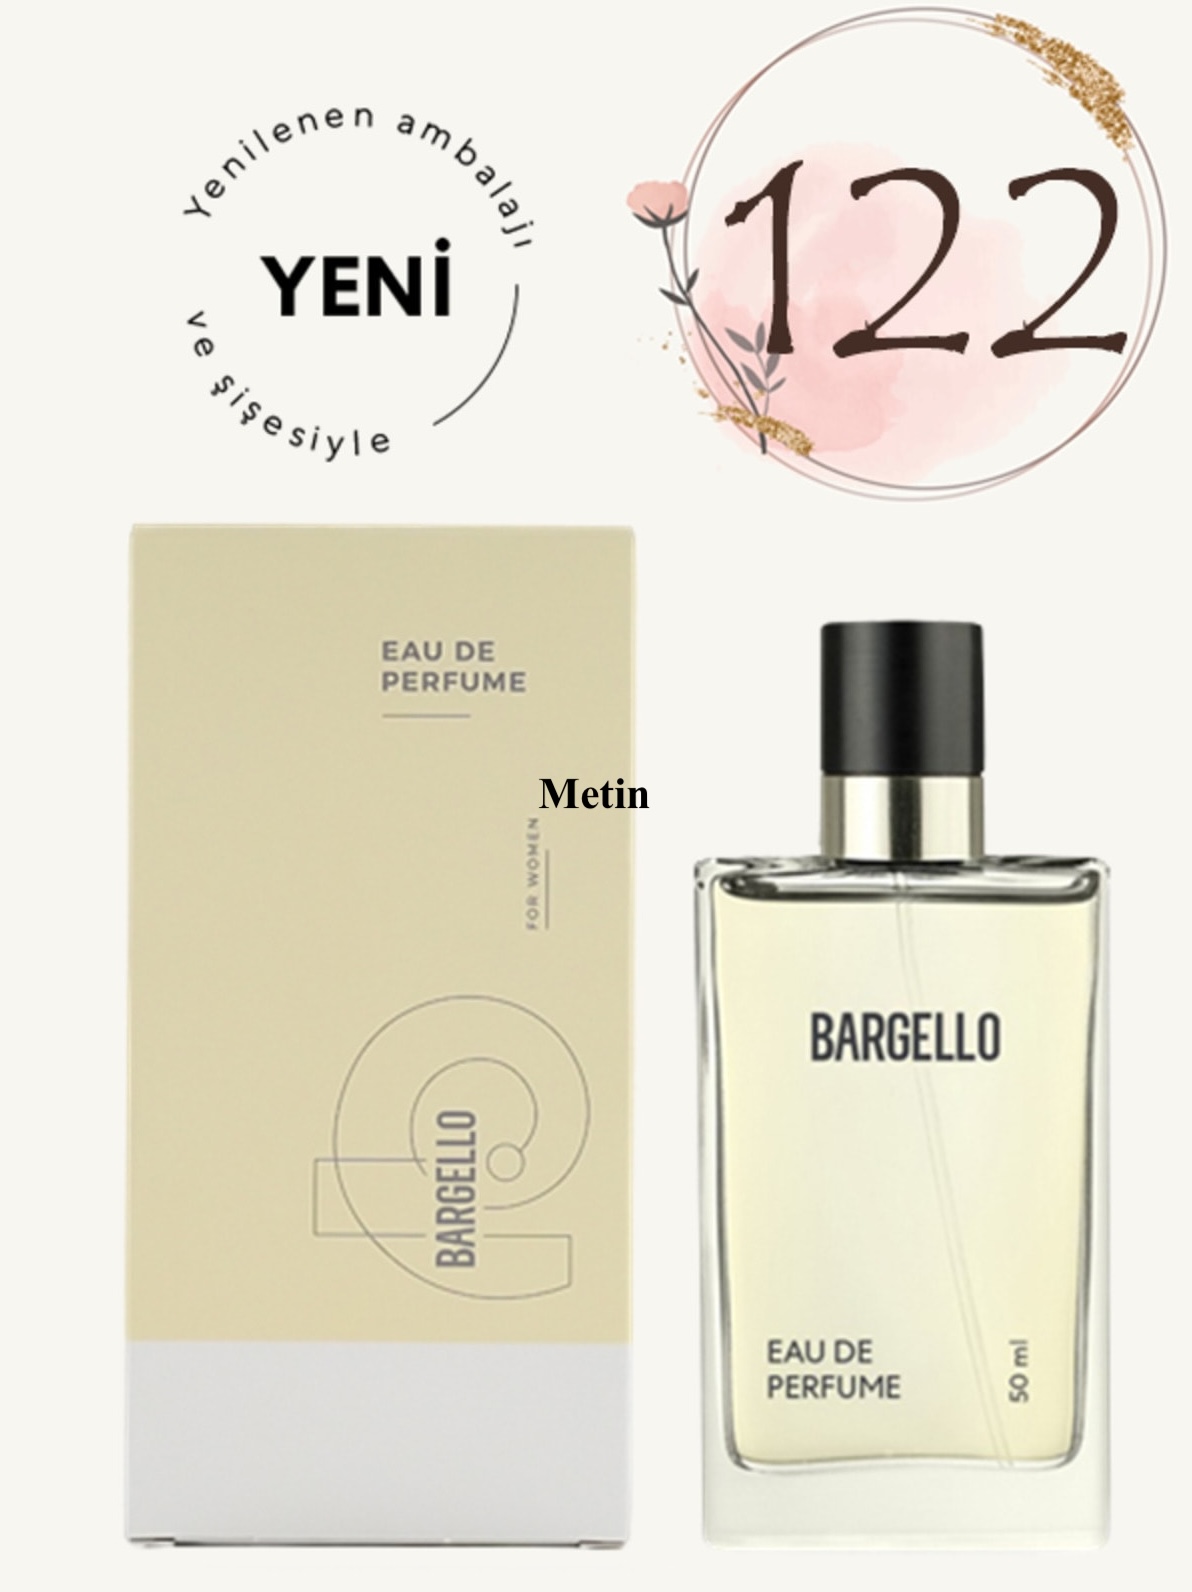 Yenilenen ambalajı
YENİ
ve şişesiyle
122
EAU DE
PERFUME
Metin
FOR WOMEN
BARGELLO
BARGELLO
EAU DE
PERFUME
50 ml